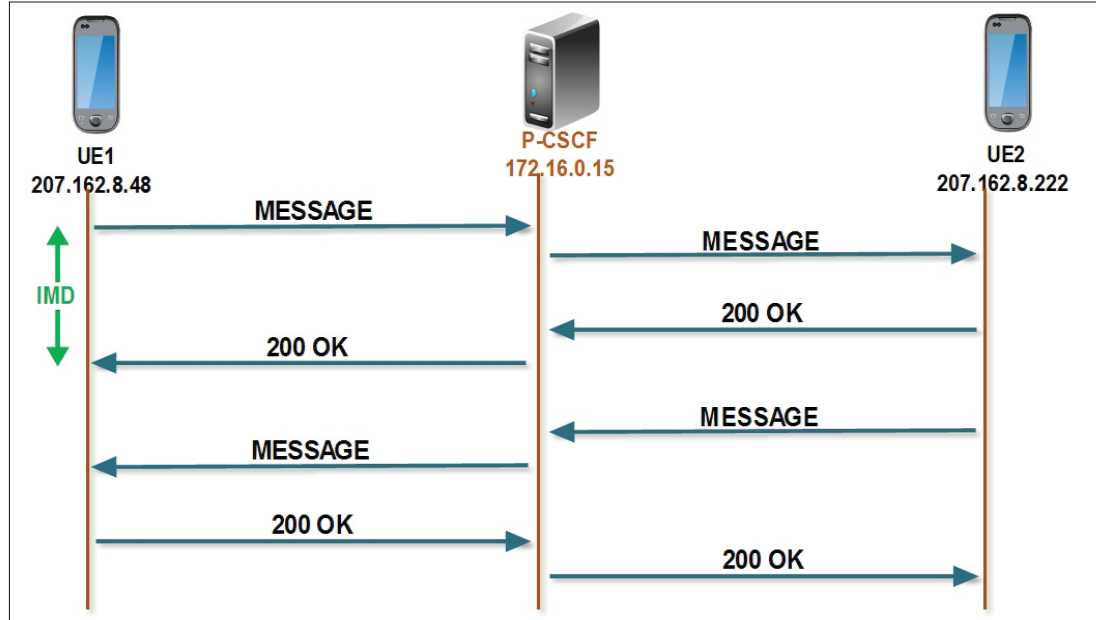 P-CSCF
172.16.0.15
UE1
207.162.8.48
UE2
207.162.8.222
MESSAGE
MESSAGE
IMD
200 OK
200 OK
MESSAGE
MESSAGE
200 OK
200 OK